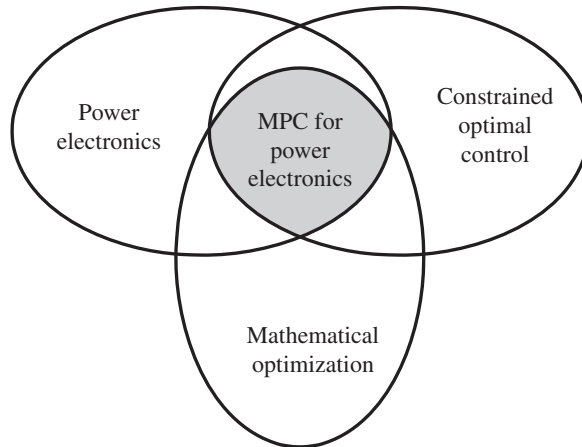 Power
electronics
MPC for
power
electronics
Constrained
optimal
control
Mathematical
optimization